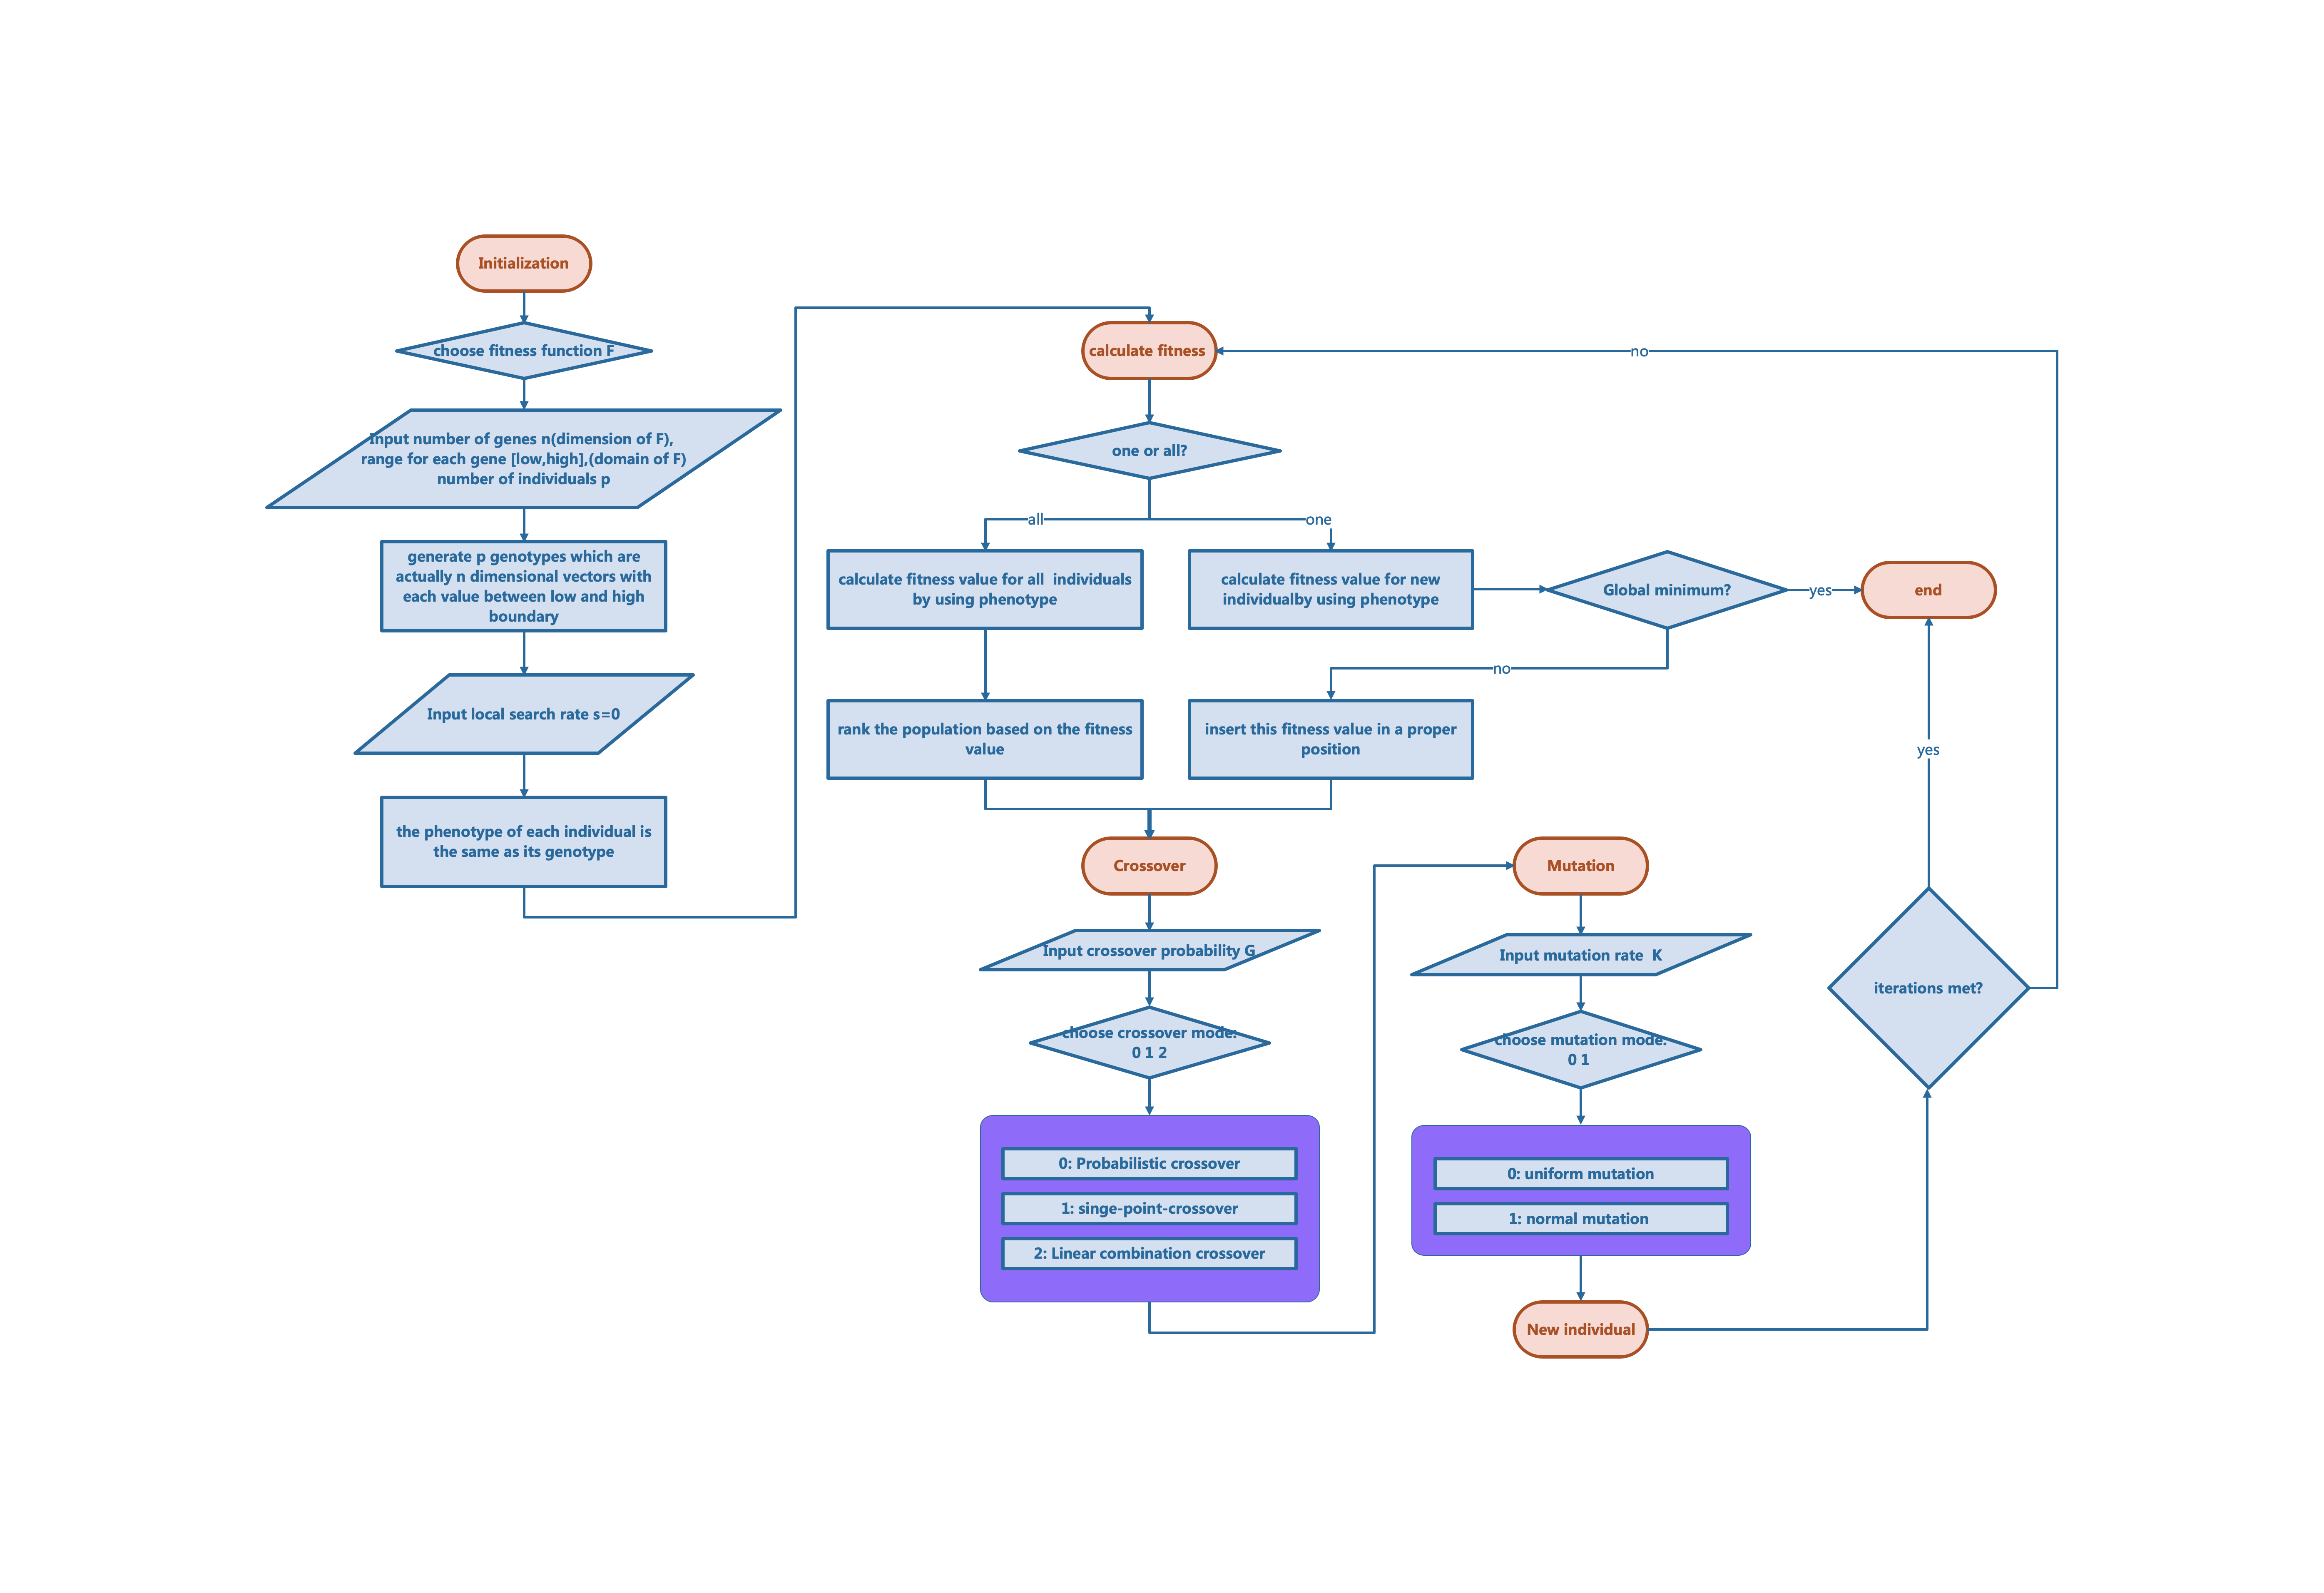 Initialization
choose fitness function F
Input number of genes n(dimension of F),
range for each gene [low,high],(domain of F)
number of individuals p
generate p genotypes which are
actually n dimensional vectors with
each value between low and high
boundary
Input local search rate s=0
the phenotype of each individual is
the same as its genotype
calculate fitness
no
one or all?
all
one
calculate fitness value for all individuals
by using phenotype
calculate fitness value for new
individualby using phenotype
Global minimum?
yes
end
no
rank the population based on the fitness
value
insert this fitness value in a proper
position
yes
Crossover
Input crossover probability G
choose crossover mode:
0 1 2
0: Probabilistic crossover
1: singe-point-crossover
2: Linear combination crossover
Mutation
Input mutation rate K
choose mutation mode:
0 1
0: uniform mutation
1: normal mutation
New individual
iterations met?